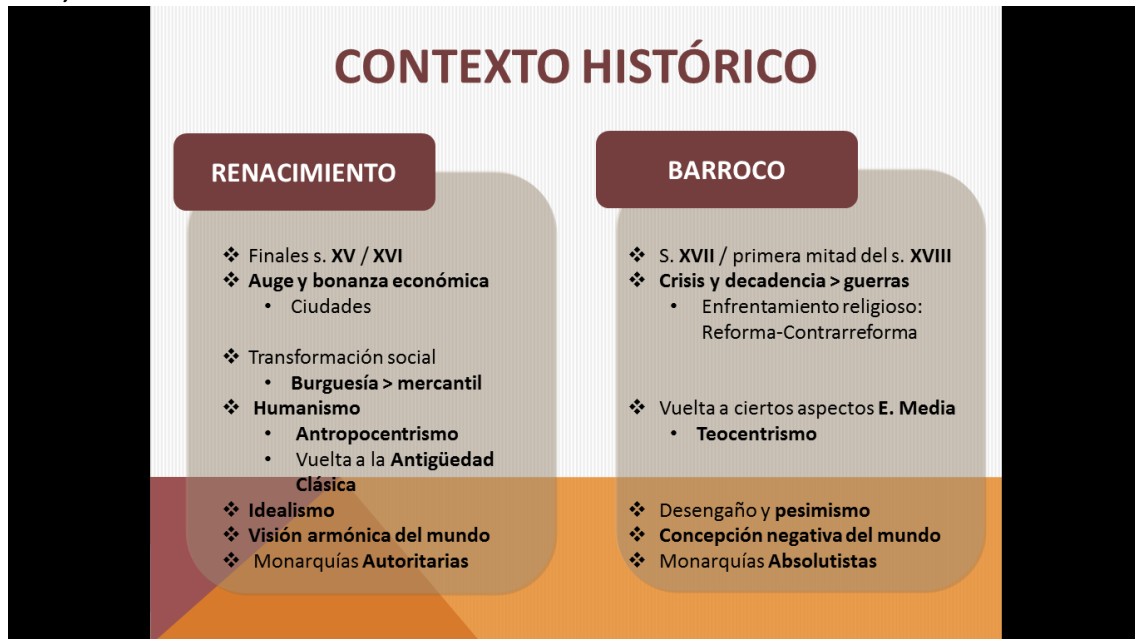 CONTEXTO HISTÓRICO
RENACIMIENTO
❖ Finales s. XV / XVI
❖ Auge y bonanza económica
• Ciudades
❖ Transformación social
• Burguesía > mercantil
❖ Humanismo
• Antropocentrismo
• Vuelta a la Antigüedad
Clásica
❖ Idealismo
❖ Visión armónica del mundo
❖ Monarquías Autoritarias
BARROCO
❖ S. XVII / primera mitad del s. XVIII
❖ Crisis y decadencia > guerras
• Enfrentamiento religioso:
Reforma-Contrarreforma
❖ Vuelta a ciertos aspectos E. Media
• Teocentrismo
❖ Desengaño y pesimismo
❖ Concepción negativa del mundo
❖ Monarquías Absolutistas